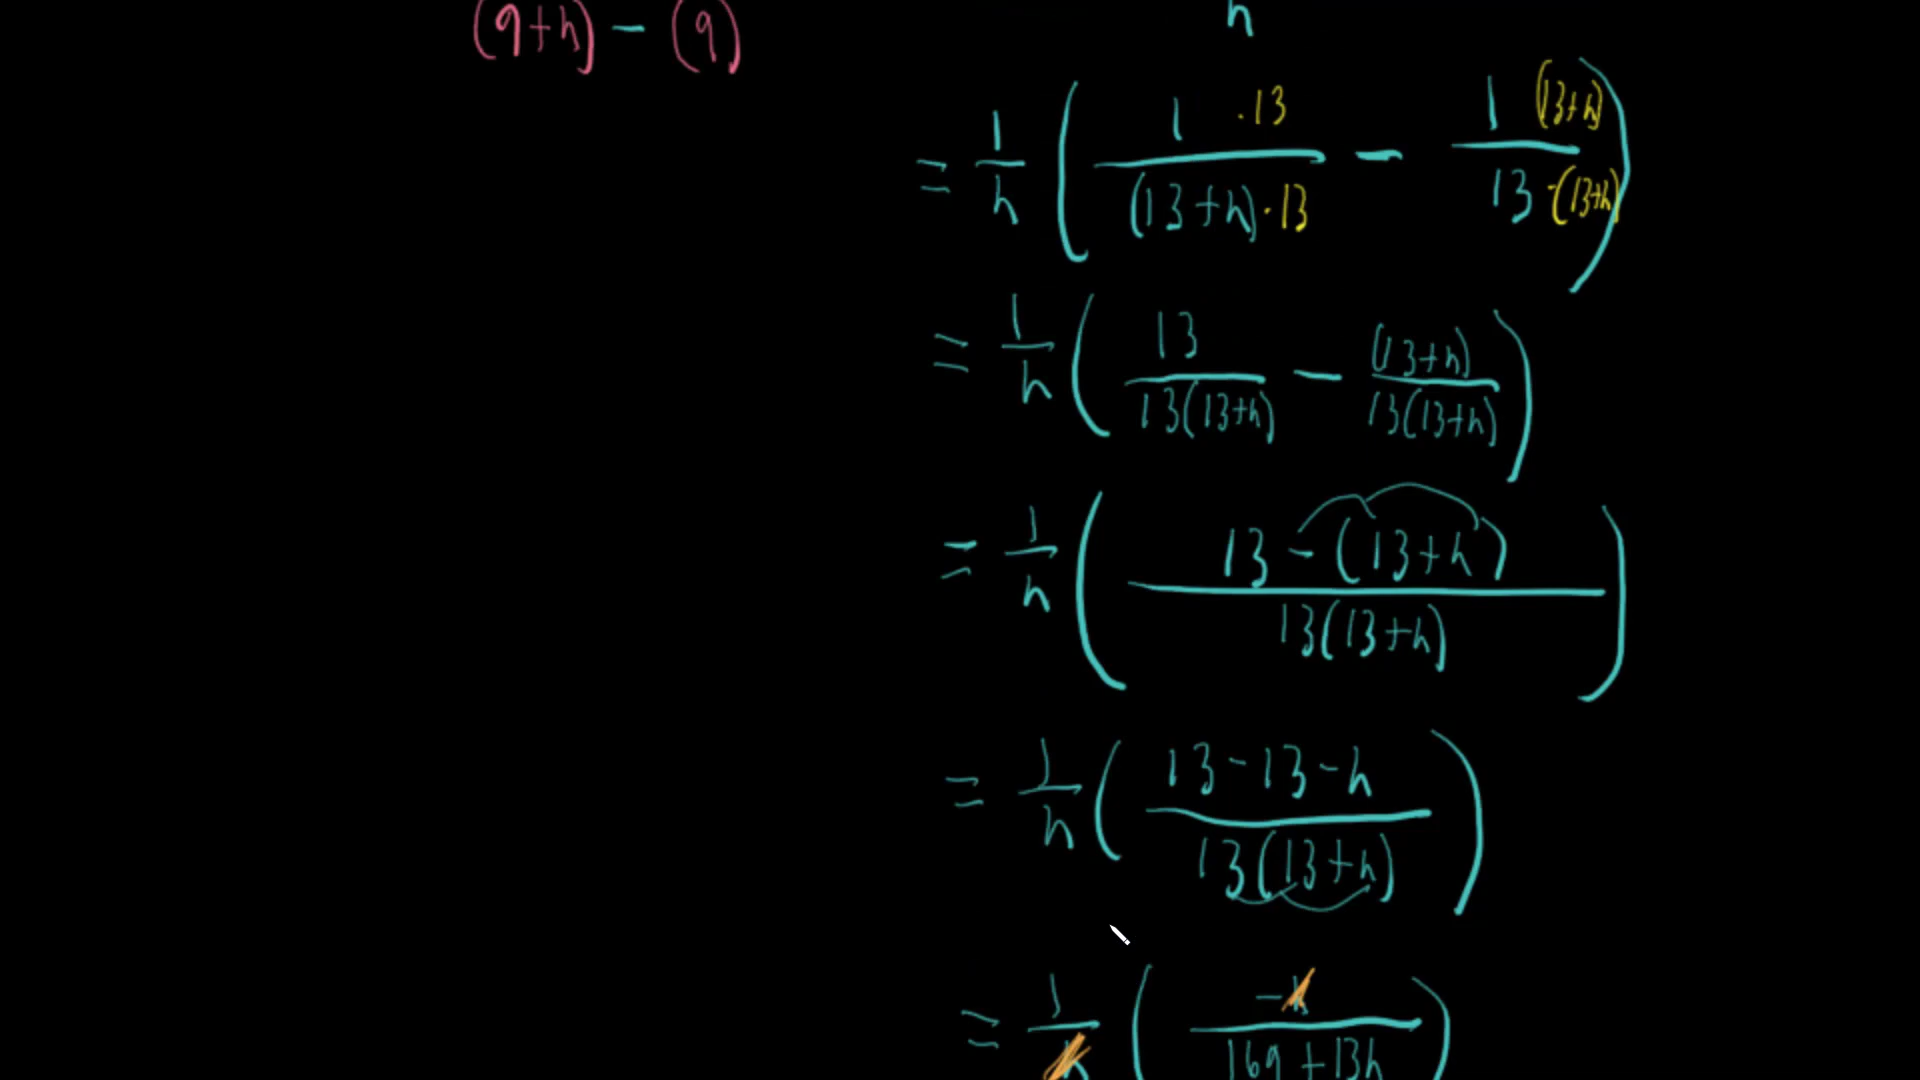 (9+h) - (9)
h
= 1/h ( 1 ·13 / (13+h)·13 - 1 (13+h) / 13 ·(13+h) )
= 1/h ( 13 / 13(13+h) - (13+h) / 13(13+h) )
= 1/h ( 13 - (13+h) / 13(13+h) )
= 1/h ( 13-13-h / 13(13+h) )
= 1/h ( -h / 169+13h )